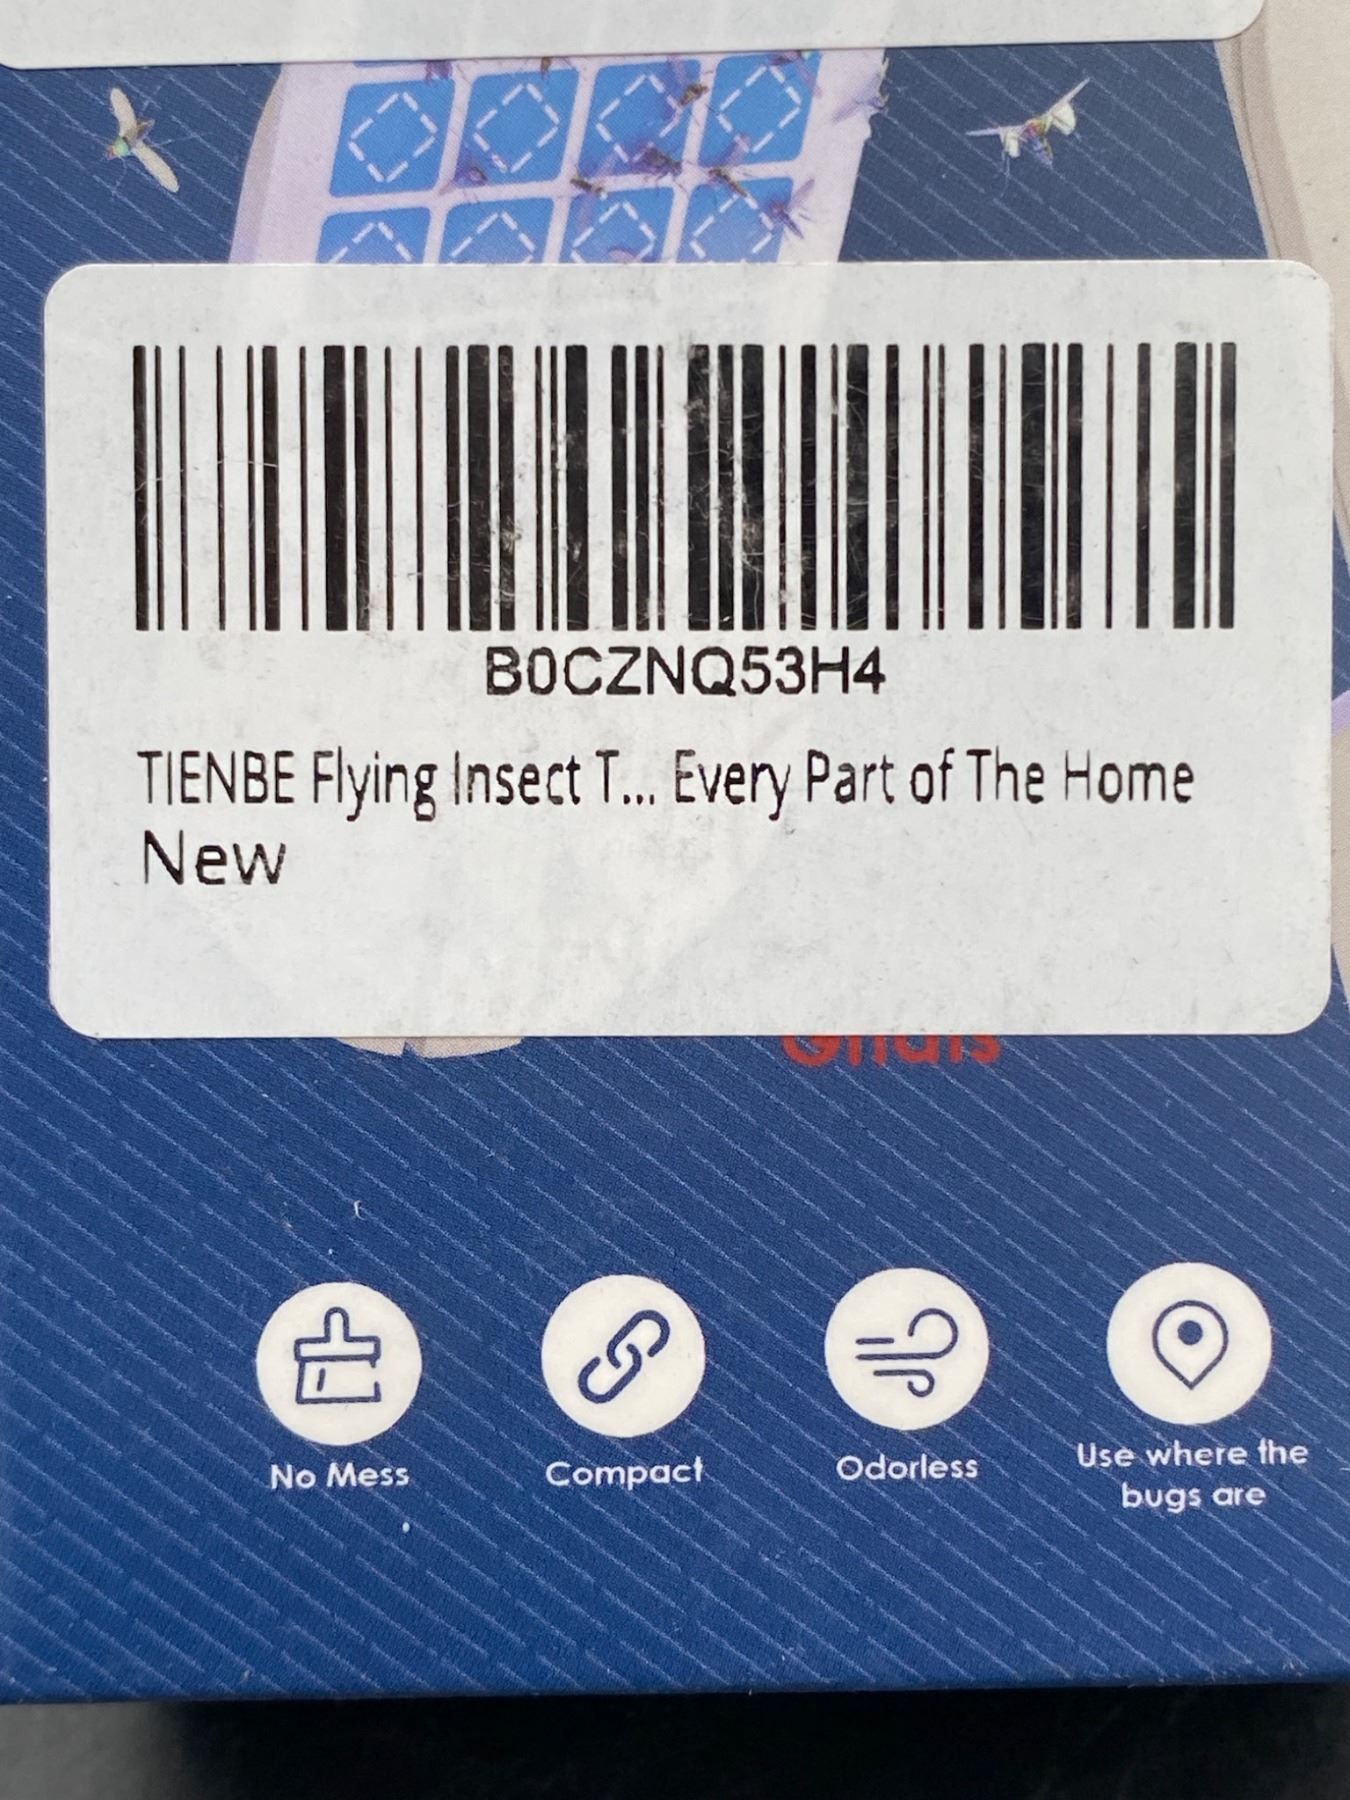 B0CZNQ53H4
TIENBE Flying Insect T... Every Part of The Home
New
No Mess
Compact
Odorless
Use where the
bugs are